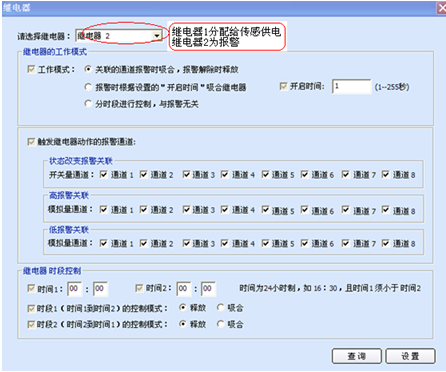 继电器
请选择继电器： 继电器 2
继电器1分配给传感供电
继电器2为报警
继电器的工作模式
工作模式： 关联的通道报警时吸合，报警解除时释放
报警时根据设置的"开启时间"吸合继电器 开启时间： 1 (1--255秒)
分时段进行控制，与报警无关
触发继电器动作的报警通道：
状态改变报警关联
开关量通道： 通道 1 通道 2 通道 3 通道 4 通道 5 通道 6 通道 7 通道 8
高报警关联
模拟量通道： 通道 1 通道 2 通道 3 通道 4 通道 5 通道 6 通道 7 通道 8
低报警关联
模拟量通道： 通道 1 通道 2 通道 3 通道 4 通道 5 通道 6 通道 7 通道 8
继电器时段控制
时间1： 00 : 00 时间2： 00 : 00 时间为24小时制，如 16：30，且时间1 须小于 时间2
时段1（时间1到时间2）的控制模式： 释放 吸合
时段2（时间2到时间1）的控制模式： 释放 吸合
查询 设置